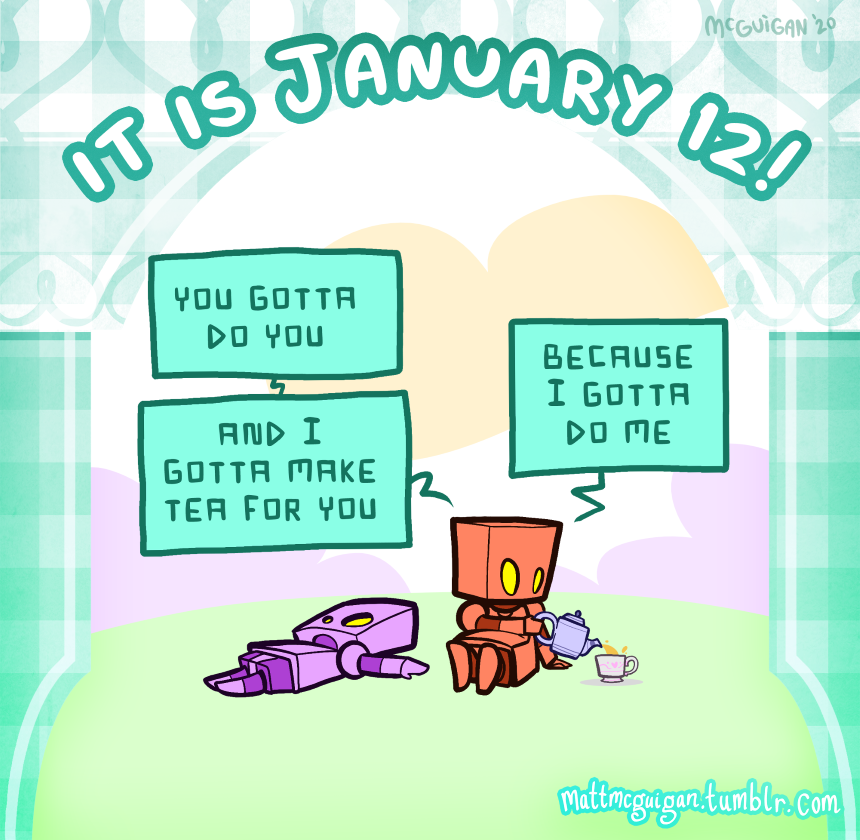 McGUIGAN '20
IT IS JANUARY 12!
YOU GOTTA
DO YOU
AND I
GOTTA MAKE
TEA FOR YOU
BECAUSE
I GOTTA
DO ME
mattmcguigan.tumblr.com